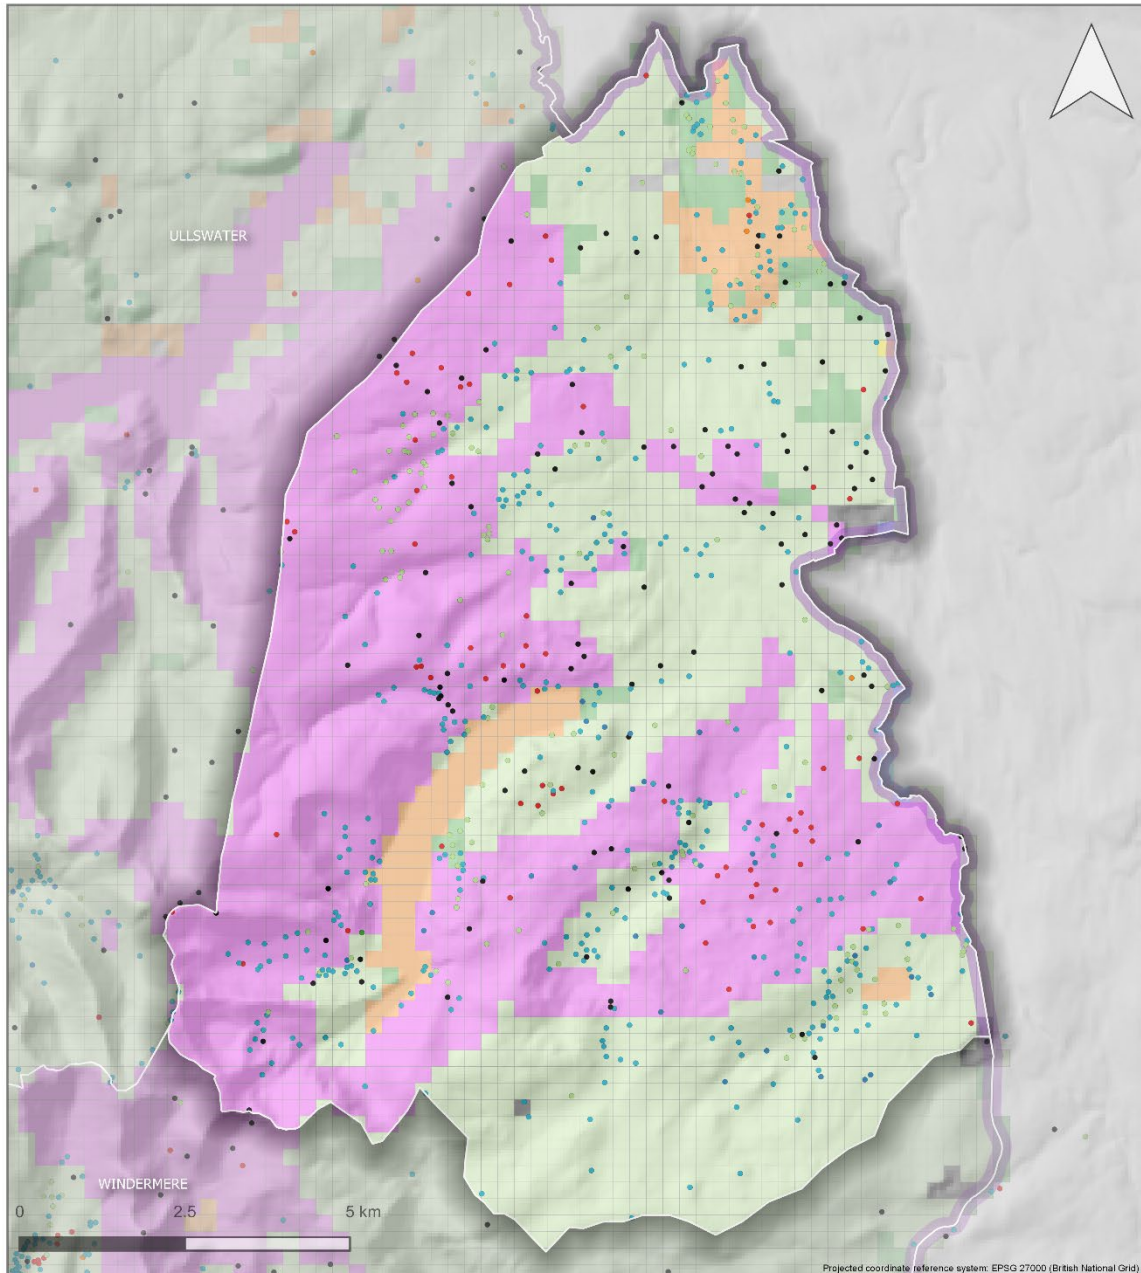 ULLSWATER
WINDERMERE
0 2.5 5 km
Projected coordinate reference system: EPSG 27000 (British National Grid)